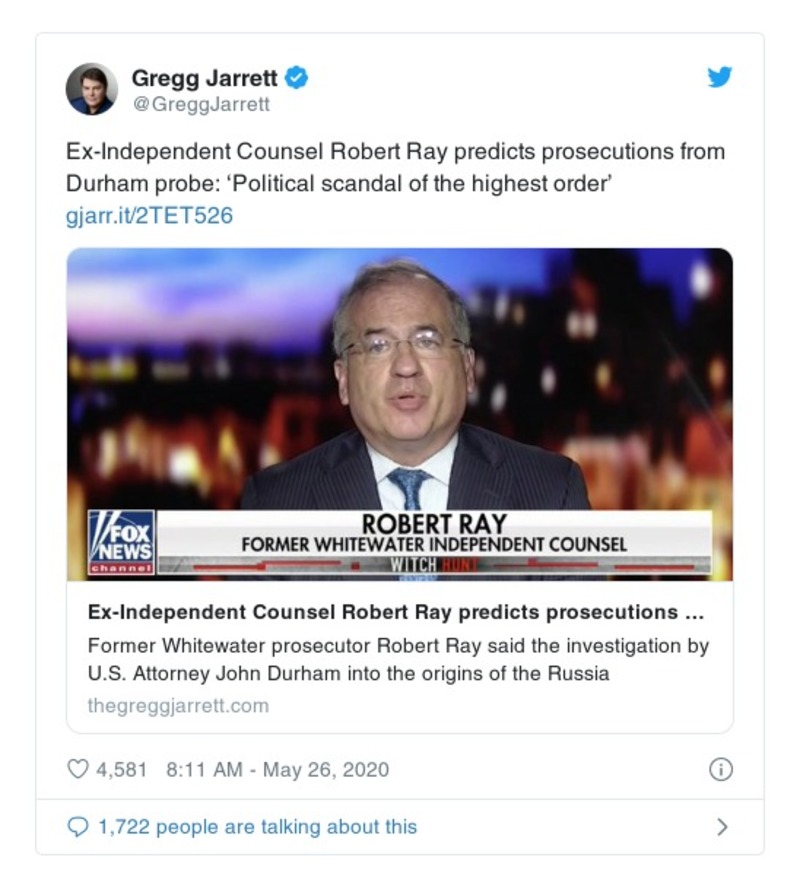 Gregg Jarrett
@GreggJarrett
Ex-Independent Counsel Robert Ray predicts prosecutions from
Durham probe: ‘Political scandal of the highest order’
gjarr.it/2TET526
FOX
NEWS
channel
ROBERT RAY
FORMER WHITEWATER INDEPENDENT COUNSEL
WITCH HUNT
Ex-Independent Counsel Robert Ray predicts prosecutions ...
Former Whitewater prosecutor Robert Ray said the investigation by
U.S. Attorney John Durham into the origins of the Russia
thegreggjarrett.com
4,581 8:11 AM - May 26, 2020
1,722 people are talking about this